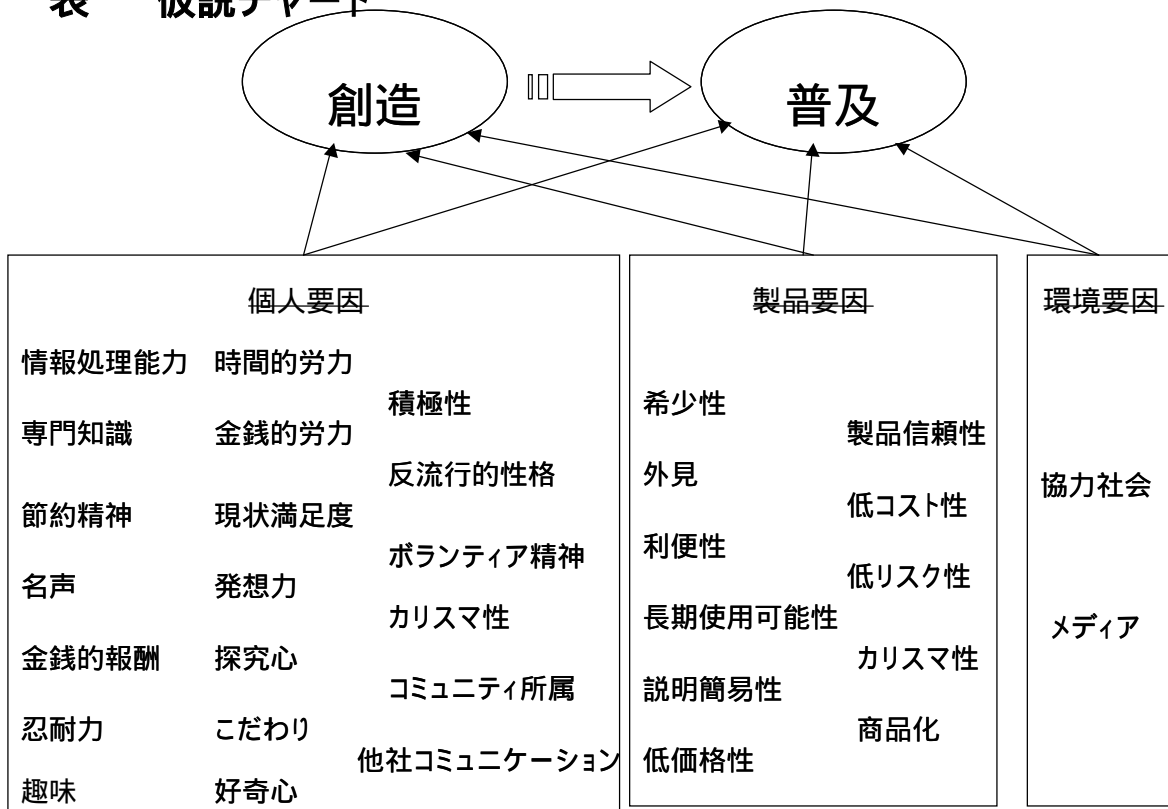 表 仮説チャート
創造
普及
個人要因
情報処理能力
専門知識
節約精神
名声
金銭的報酬
忍耐力
趣味
時間的労力
金銭的労力
現状満足度
発想力
探究心
こだわり
好奇心
積極性
反流行的性格
ボランティア精神
カリスマ性
コミュニティ所属
他社コミュニケーション
製品要因
希少性
外見
利便性
長期使用可能性
説明簡易性
低価格性
製品信頼性
低コスト性
低リスク性
カリスマ性
商品化
環境要因
協力社会
メディア